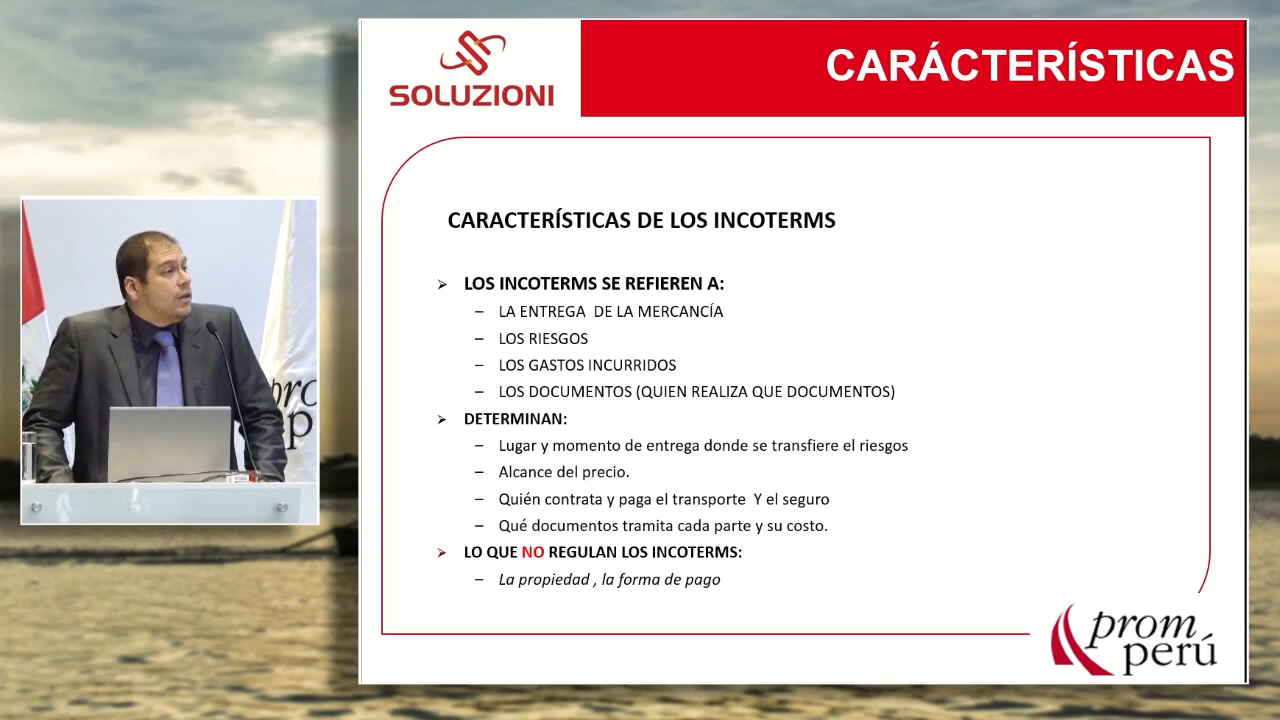 SOLUZIONI
CARÁCTERÍSTICAS
CARACTERÍSTICAS DE LOS INCOTERMS
➢ LOS INCOTERMS SE REFIEREN A:
– LA ENTREGA DE LA MERCANCÍA
– LOS RIESGOS
– LOS GASTOS INCURRIDOS
– LOS DOCUMENTOS (QUIEN REALIZA QUE DOCUMENTOS)
➢ DETERMINAN:
– Lugar y momento de entrega donde se transfiere el riesgos
– Alcance del precio.
– Quién contrata y paga el transporte Y el seguro
– Qué documentos tramita cada parte y su costo.
➢ LO QUE NO REGULAN LOS INCOTERMS:
– La propiedad , la forma de pago
prom
perú
pro
p